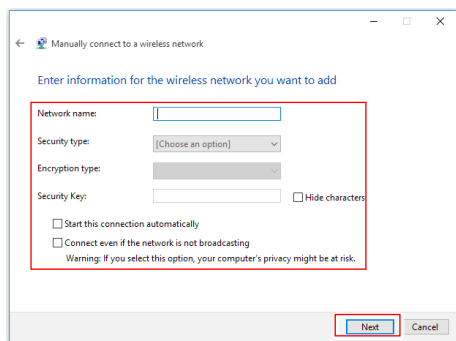 Manually connect to a wireless network
Enter information for the wireless network you want to add
Network name:
Security type: [Choose an option]
Encryption type:
Security Key: Hide characters
Start this connection automatically
Connect even if the network is not broadcasting
Warning: If you select this option, your computer's privacy might be at risk.
Next Cancel